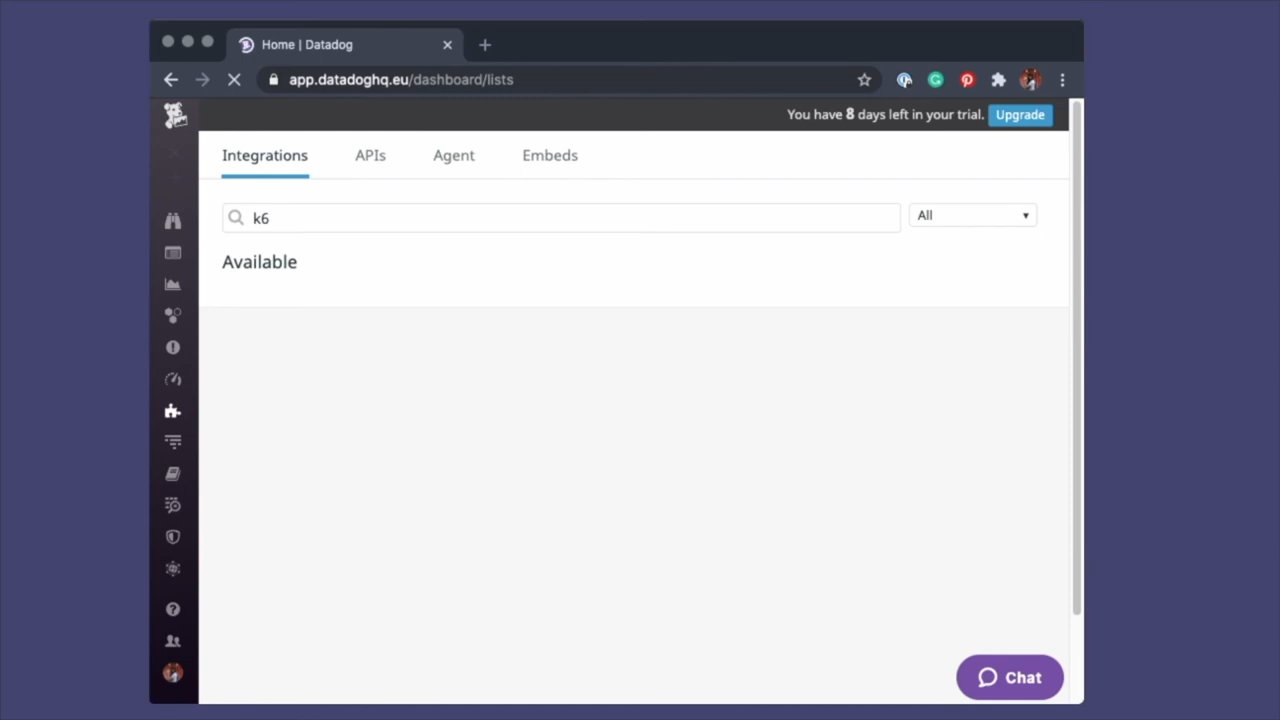 Home | Datadog
app.datadoghq.eu/dashboard/lists
You have 8 days left in your trial. Upgrade
Integrations APIs Agent Embeds
k6 All
Available
Chat